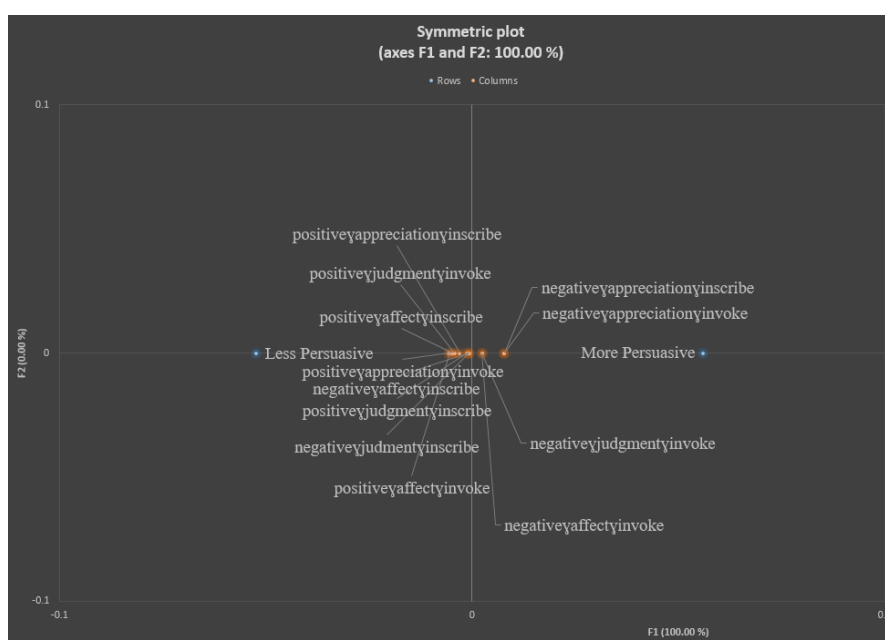 Symmetric plot
(axes F1 and F2: 100.00 %)
Rows Columns
0.1
positiveɣappreciationɣinscribe
positiveɣjudgmentɣinvoke
negativeɣappreciationɣinscribe
negativeɣappreciationɣinvoke
positiveɣaffectɣinscribe
F2 (0.00 %)
0
Less Persuasive
More Persuasive
positiveɣappreciationɣinvoke
negativeɣaffectɣinscribe
positiveɣjudgmentɣinscribe
negativeɣjudmentɣinscribe
negativeɣjudgmentɣinvoke
positiveɣaffectɣinvoke
negativeɣaffectɣinvoke
-0.1
-0.1
0
F1 (100.00 %)